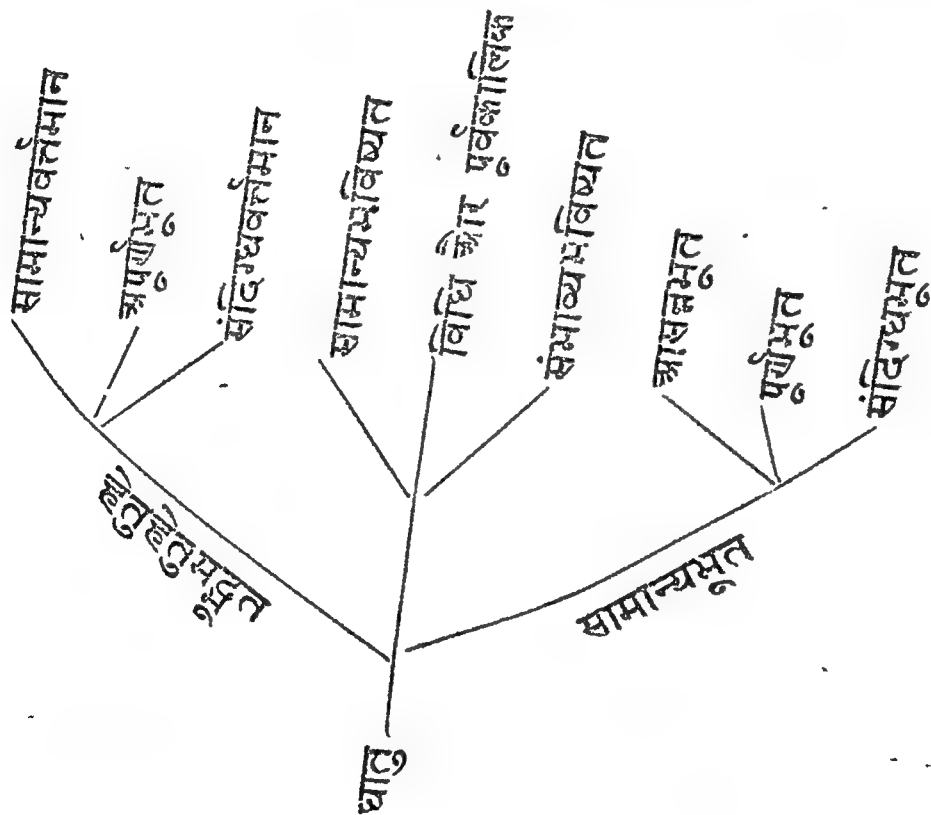 सामान्यवर्त्तमान
अपूर्णभूत
संदिग्धवर्त्तमान
सामान्यभविष्यत
विधि और पूर्वकालिक
संभाव्यभविष्यत
आसन्नभूत
पूर्णभूत
संदिग्धभूत
हेतुहेतुमद्भूत
सामान्यभूत
धातु